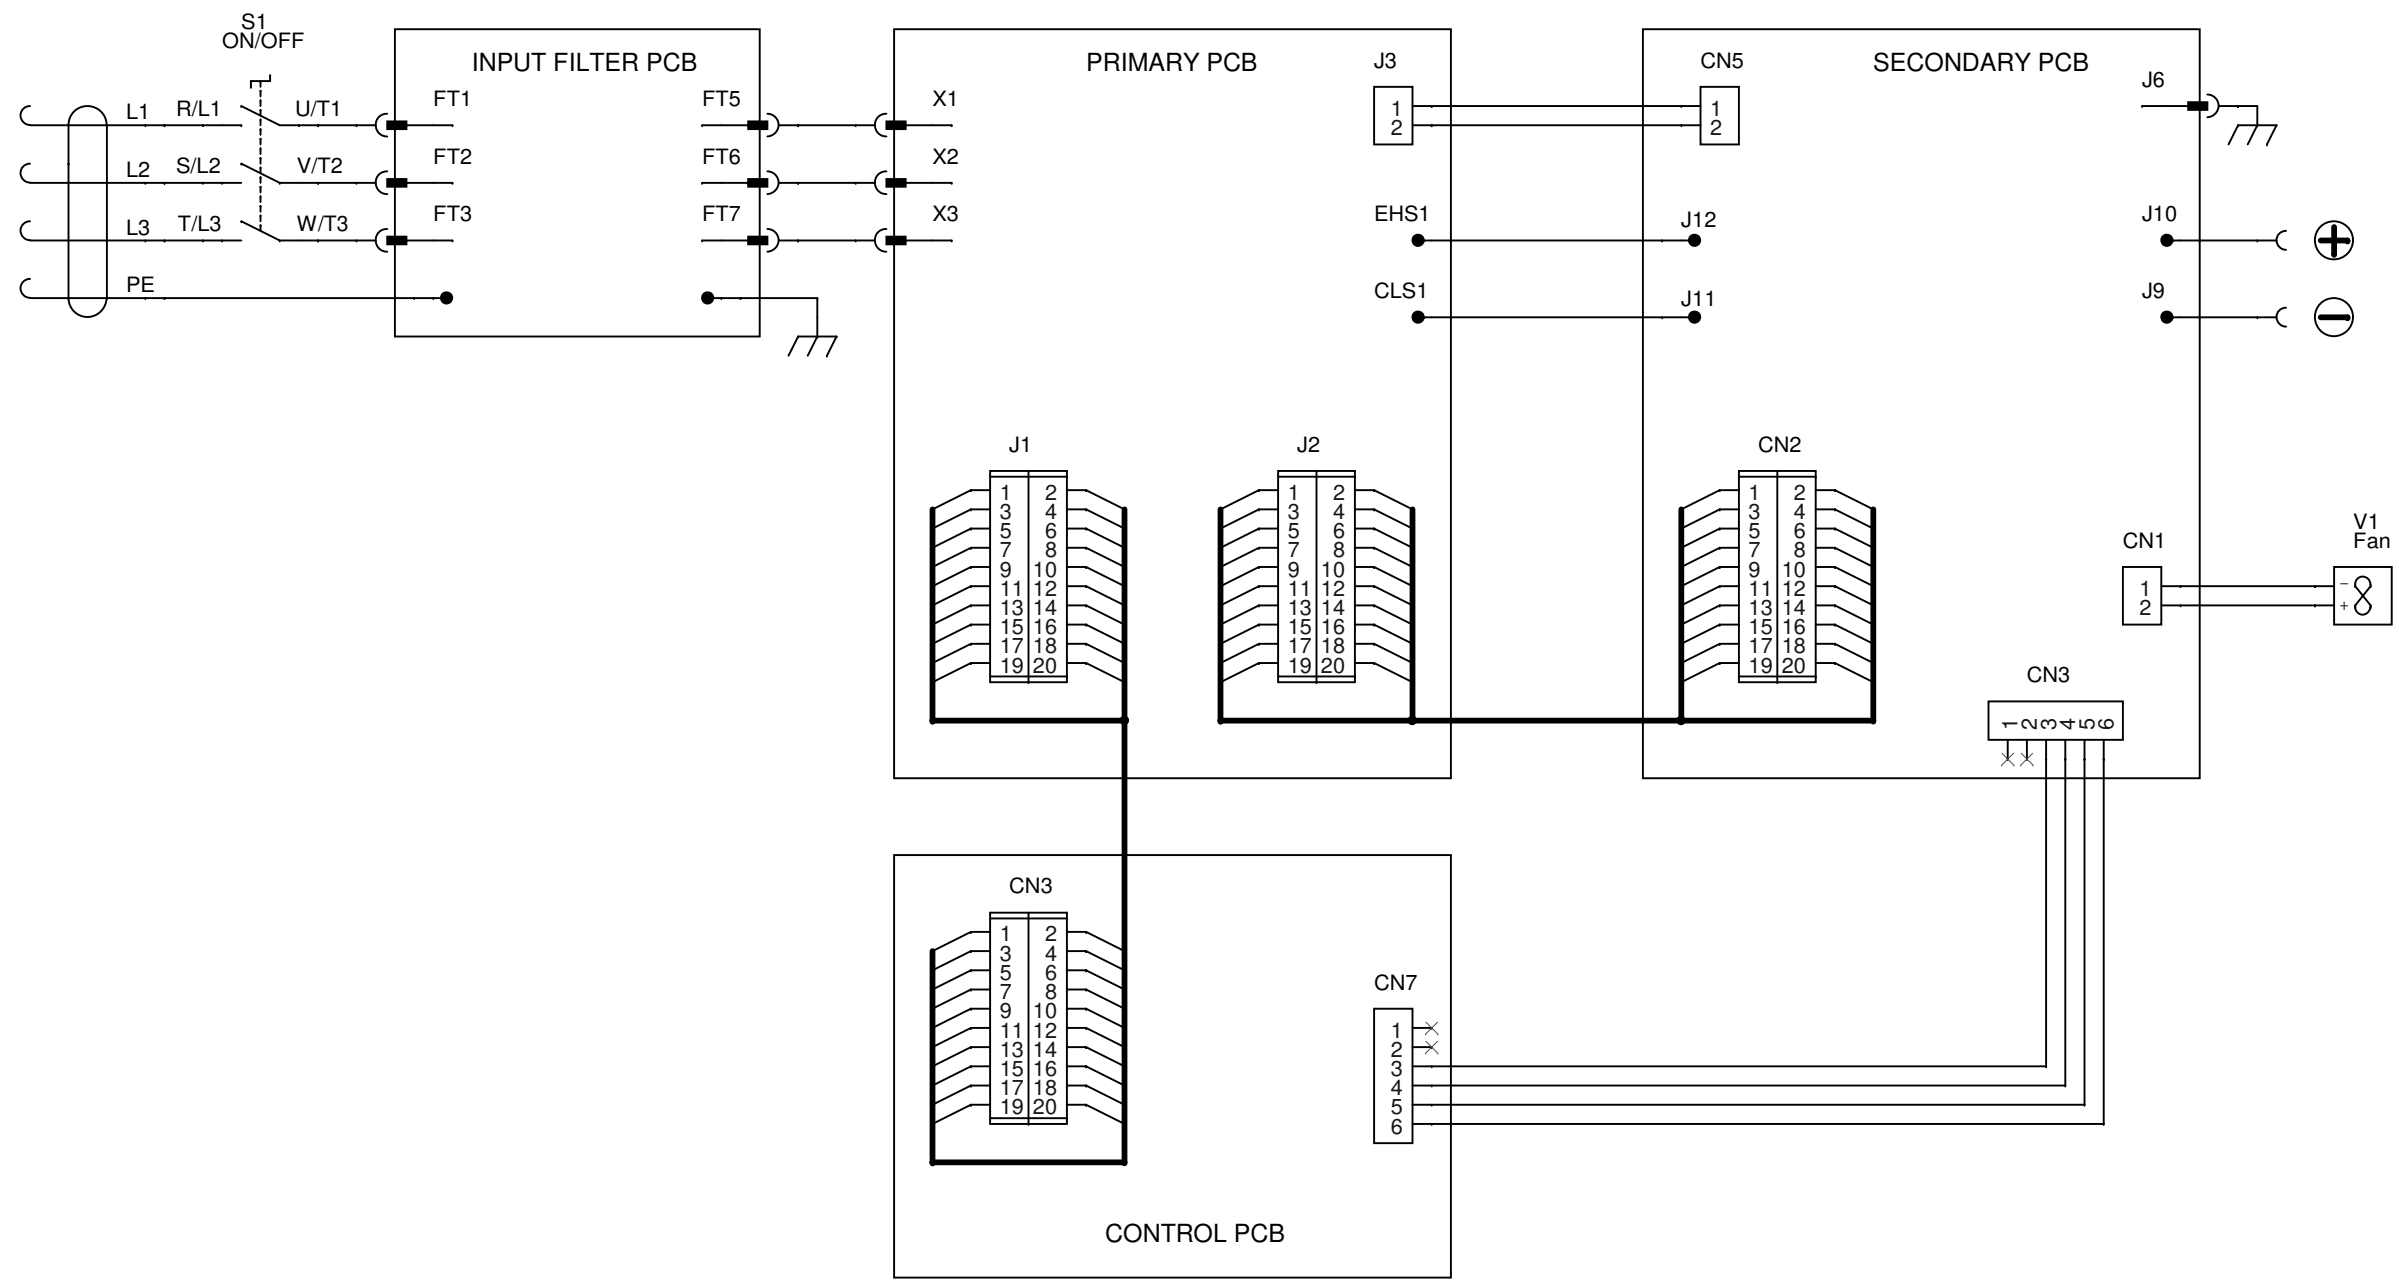 S1
ON/OFF
INPUT FILTER PCB
PRIMARY PCB
SECONDARY PCB
L1 R/L1 U/T1 FT1 FT5 X1
L2 S/L2 V/T2 FT2 FT6 X2
L3 T/L3 W/T3 FT3 FT7 X3
PE
J3
1
2
CN5
1
2
J6
EHS1 J12 J10
CLS1 J11 J9
J1
1 2
3 4
5 6
7 8
9 10
11 12
13 14
15 16
17 18
19 20
J2
1 2
3 4
5 6
7 8
9 10
11 12
13 14
15 16
17 18
19 20
CN2
1 2
3 4
5 6
7 8
9 10
11 12
13 14
15 16
17 18
19 20
CN1
1
2
V1
Fan
-
+
CN3
1 2 3 4 5 6
CN3
1 2
3 4
5 6
7 8
9 10
11 12
13 14
15 16
17 18
19 20
CN7
1
2
3
4
5
6
CONTROL PCB